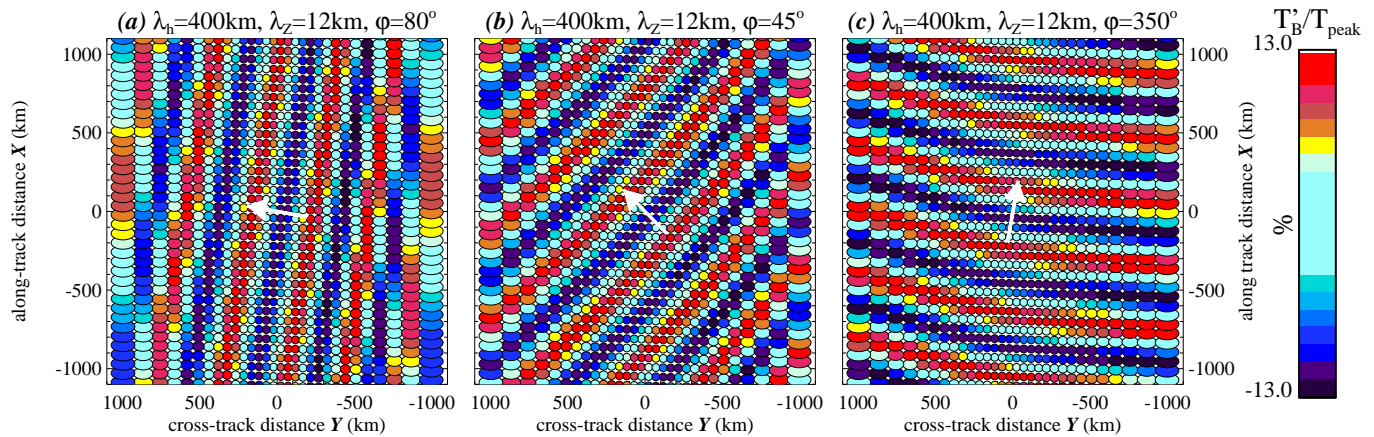 (a) λh=400km, λZ=12km, φ=80° (b) λh=400km, λZ=12km, φ=45° (c) λh=400km, λZ=12km, φ=350° T'B/Tpeak
13.0
1000
500
0
-500
-1000
along-track distance X (km)
1000 500 0 -500 -1000
cross-track distance Y (km)
1000 500 0 -500 -1000
cross-track distance Y (km)
1000 500 0 -500 -1000
cross-track distance Y (km)
1000
500
0
-500
-1000
along track distance X (km)
%
-13.0